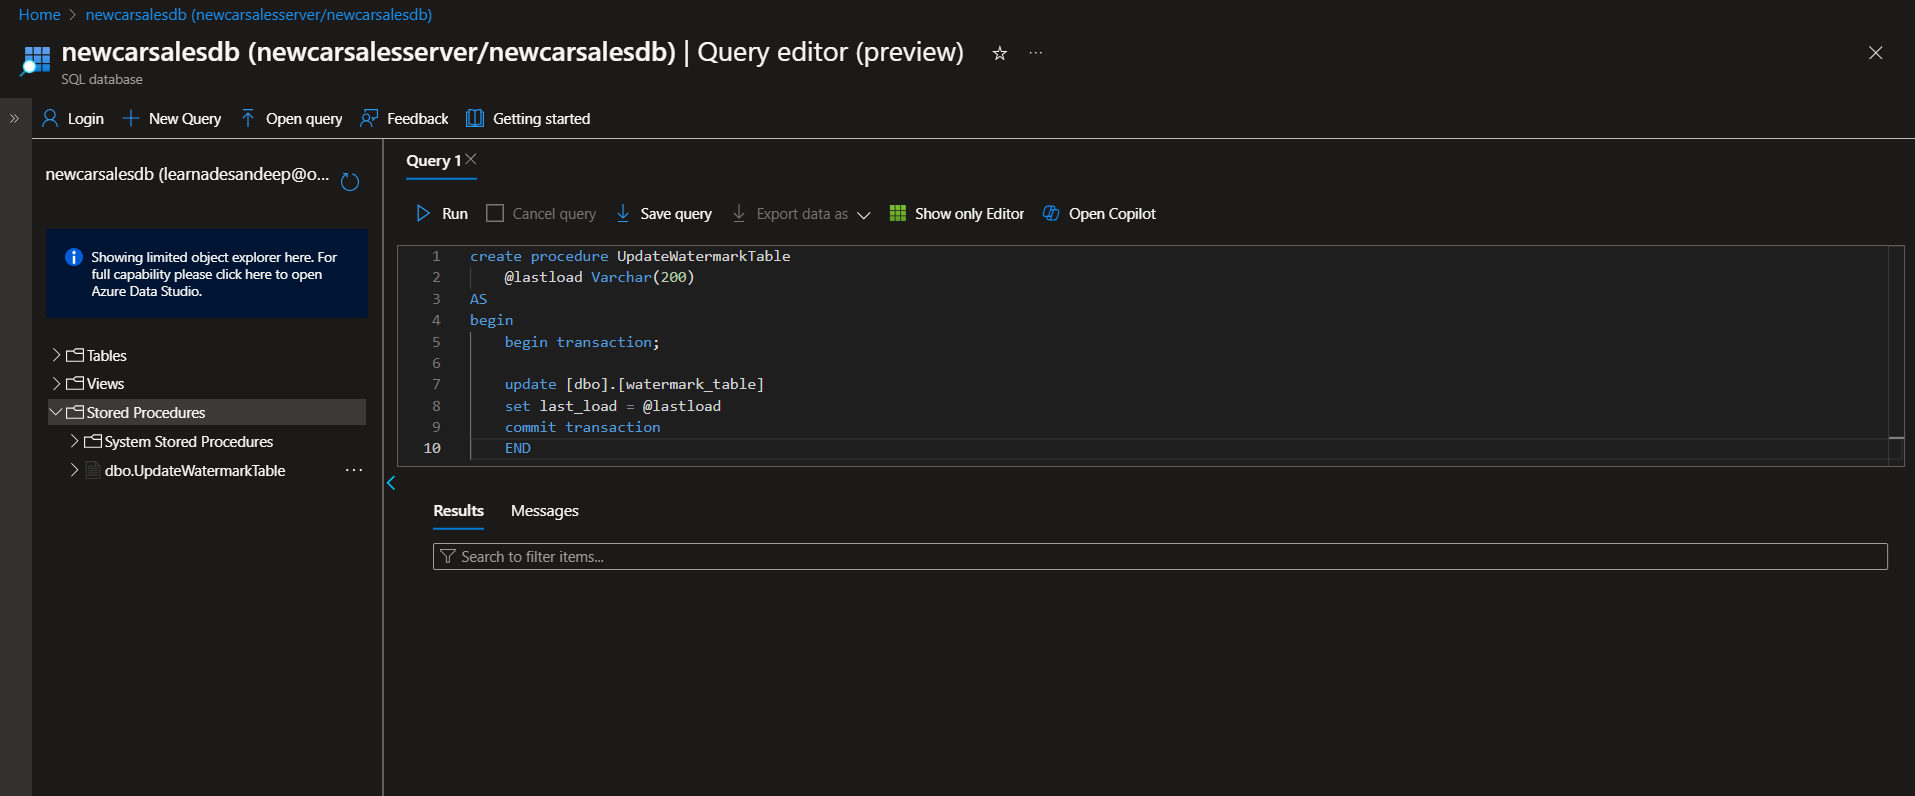 Home > newcarsalesdb (newcarsalesserver/newcarsalesdb)
newcarsalesdb (newcarsalesserver/newcarsalesdb) | Query editor (preview)
SQL database
Login New Query Open query Feedback Getting started
newcarsalesdb (learnadesandeep@o...
Showing limited object explorer here. For
full capability please click here to open
Azure Data Studio.
Tables
Views
Stored Procedures
System Stored Procedures
dbo.UpdateWatermarkTable ...
Query 1
Run Cancel query Save query Export data as Show only Editor Open Copilot
1 create procedure UpdateWatermarkTable
2 @lastload Varchar(200)
3 AS
4 begin
5 begin transaction;
6
7 update [dbo].[watermark_table]
8 set last_load = @lastload
9 commit transaction
10 END
Results Messages
Search to filter items...